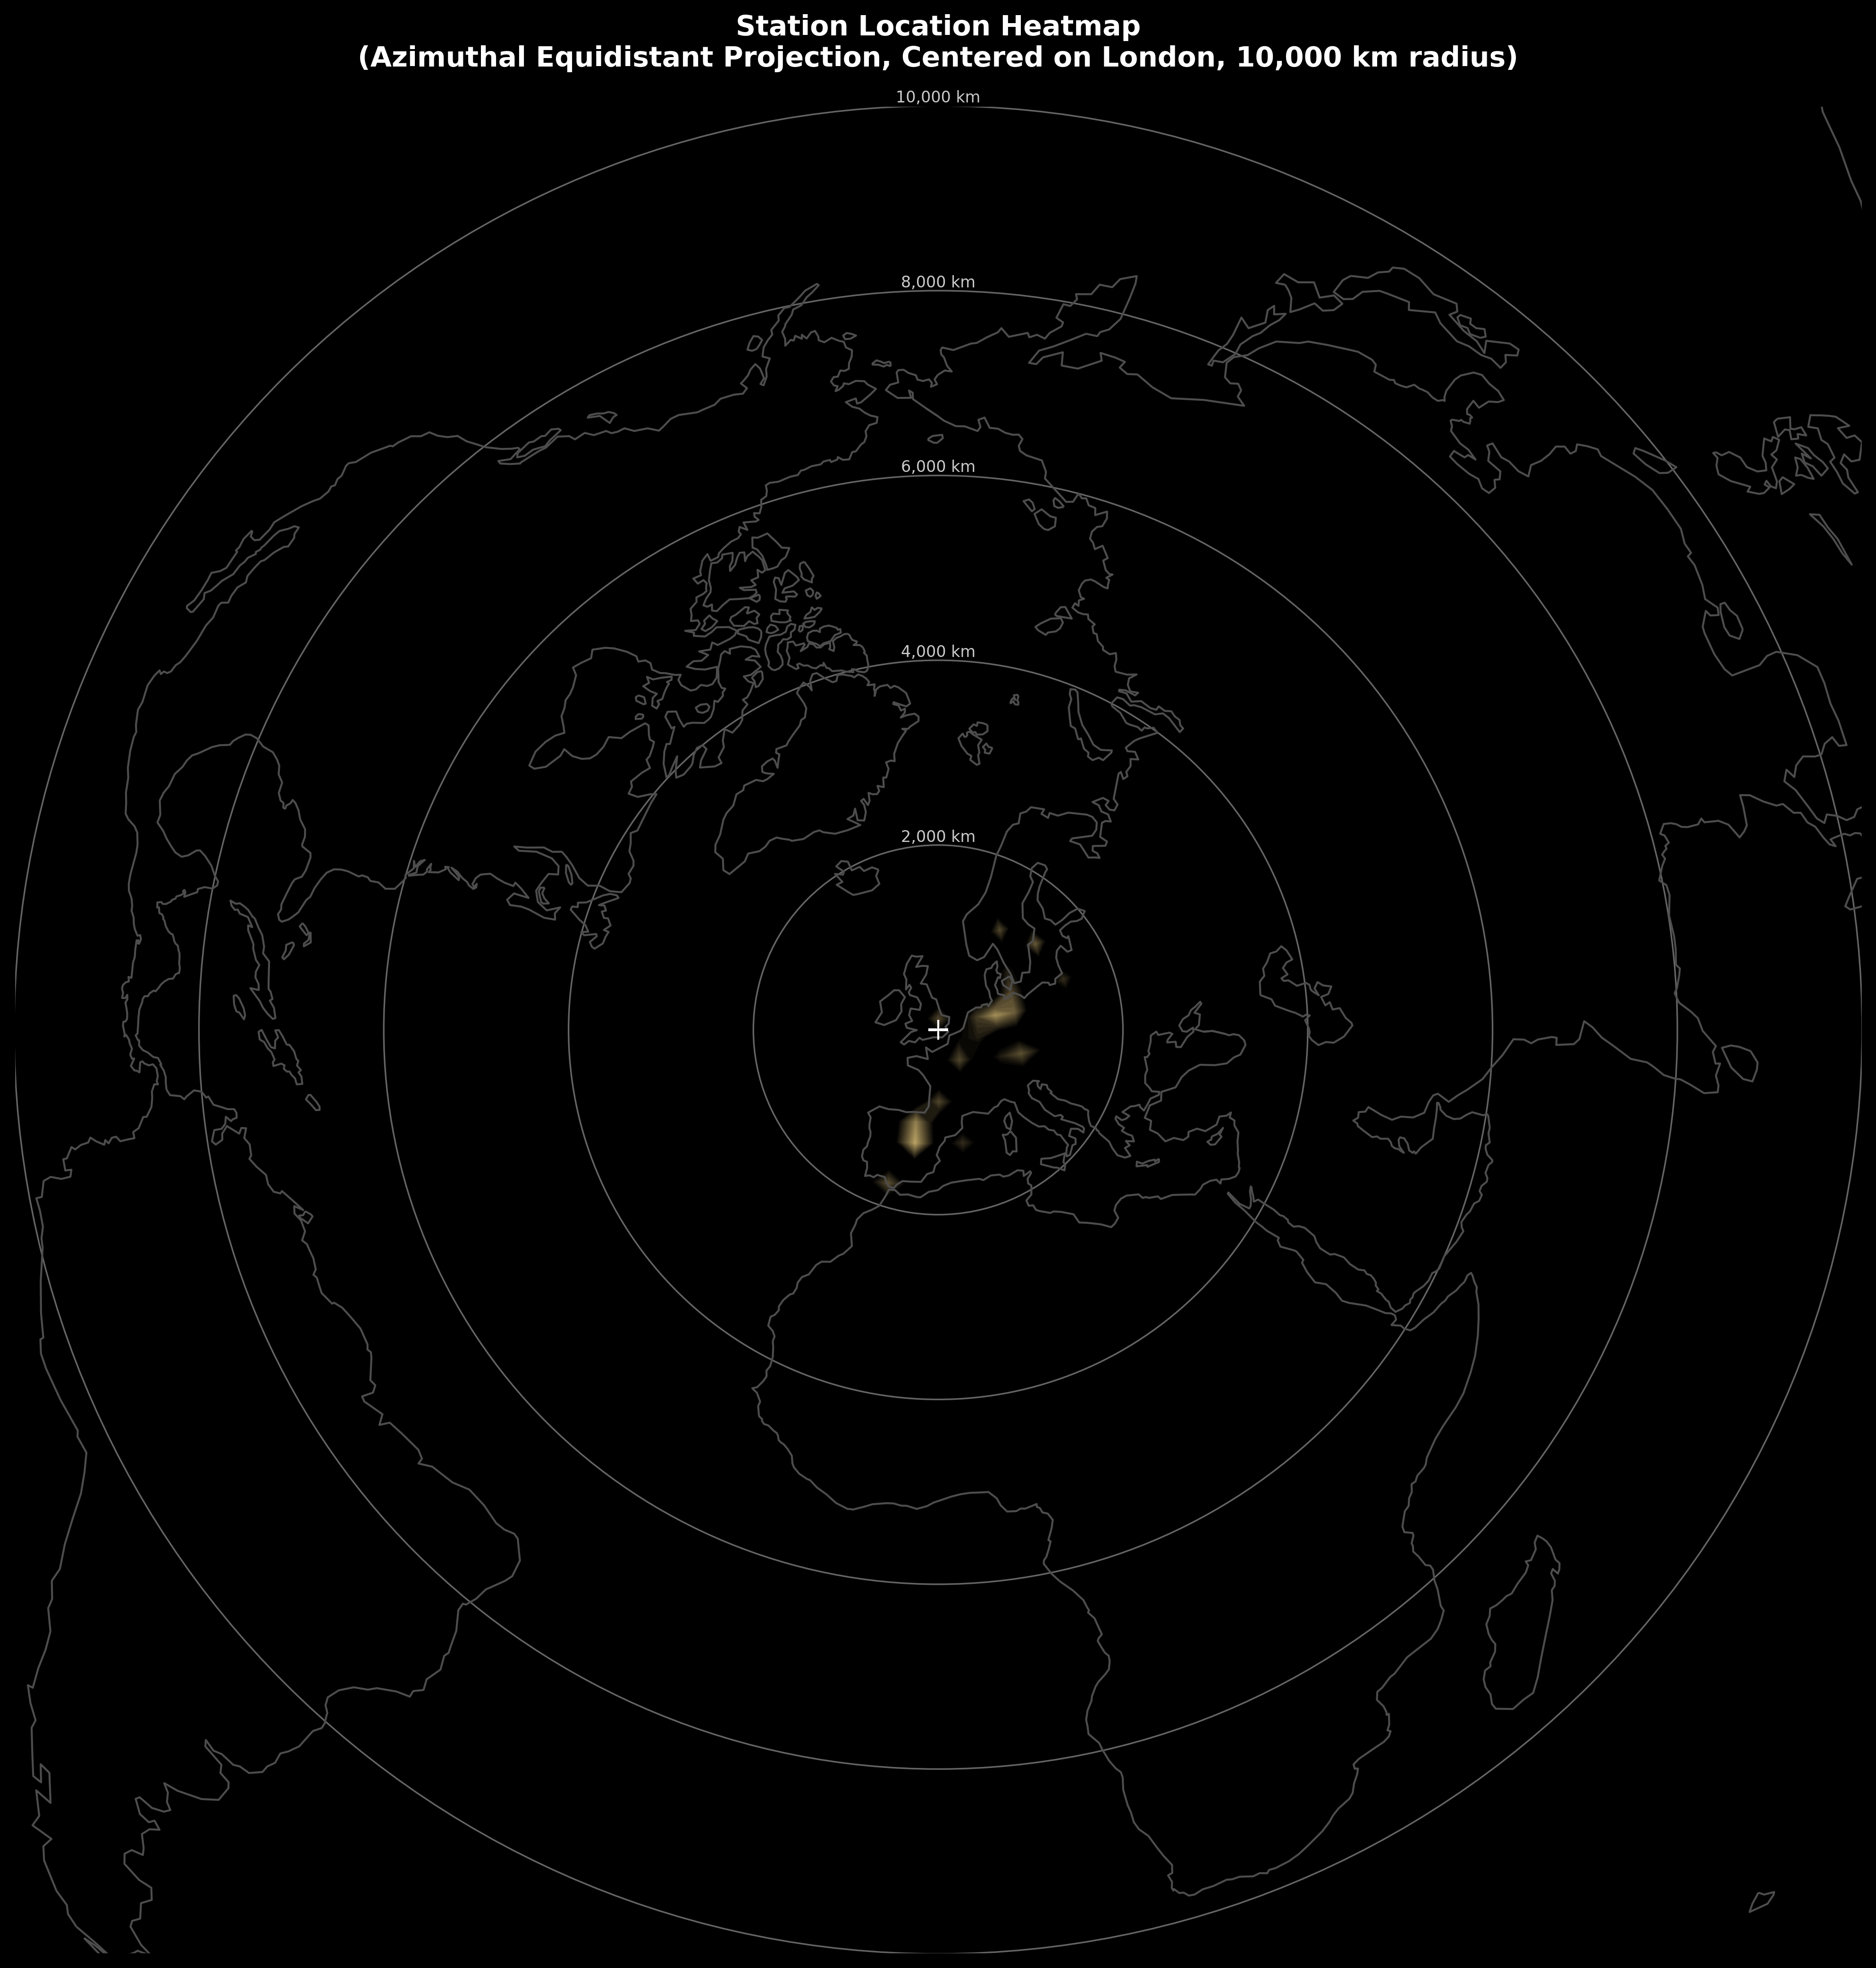 Station Location Heatmap
(Azimuthal Equidistant Projection, Centered on London, 10,000 km radius)
10,000 km
8,000 km
6,000 km
4,000 km
2,000 km